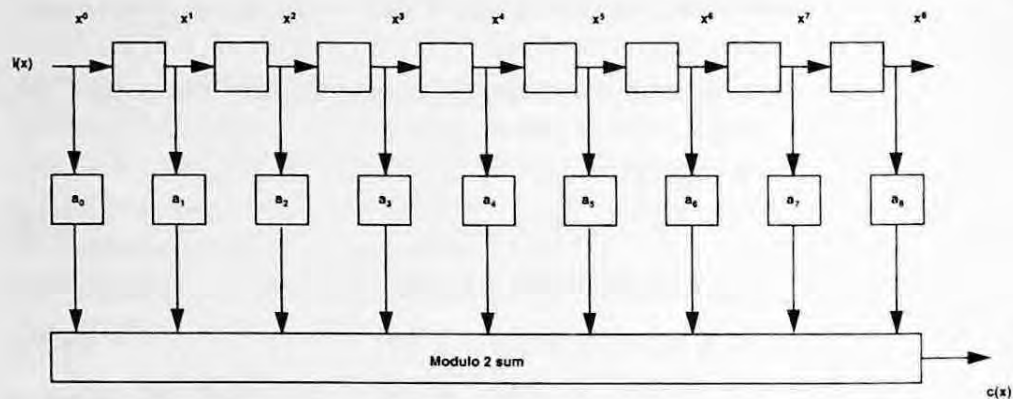 x⁰ x¹ x² x³ x⁴ x⁵ x⁶ x⁷ x⁸
I(x)
a₀ a₁ a₂ a₃ a₄ a₅ a₆ a₇ a₈
Modulo 2 sum
c(x)